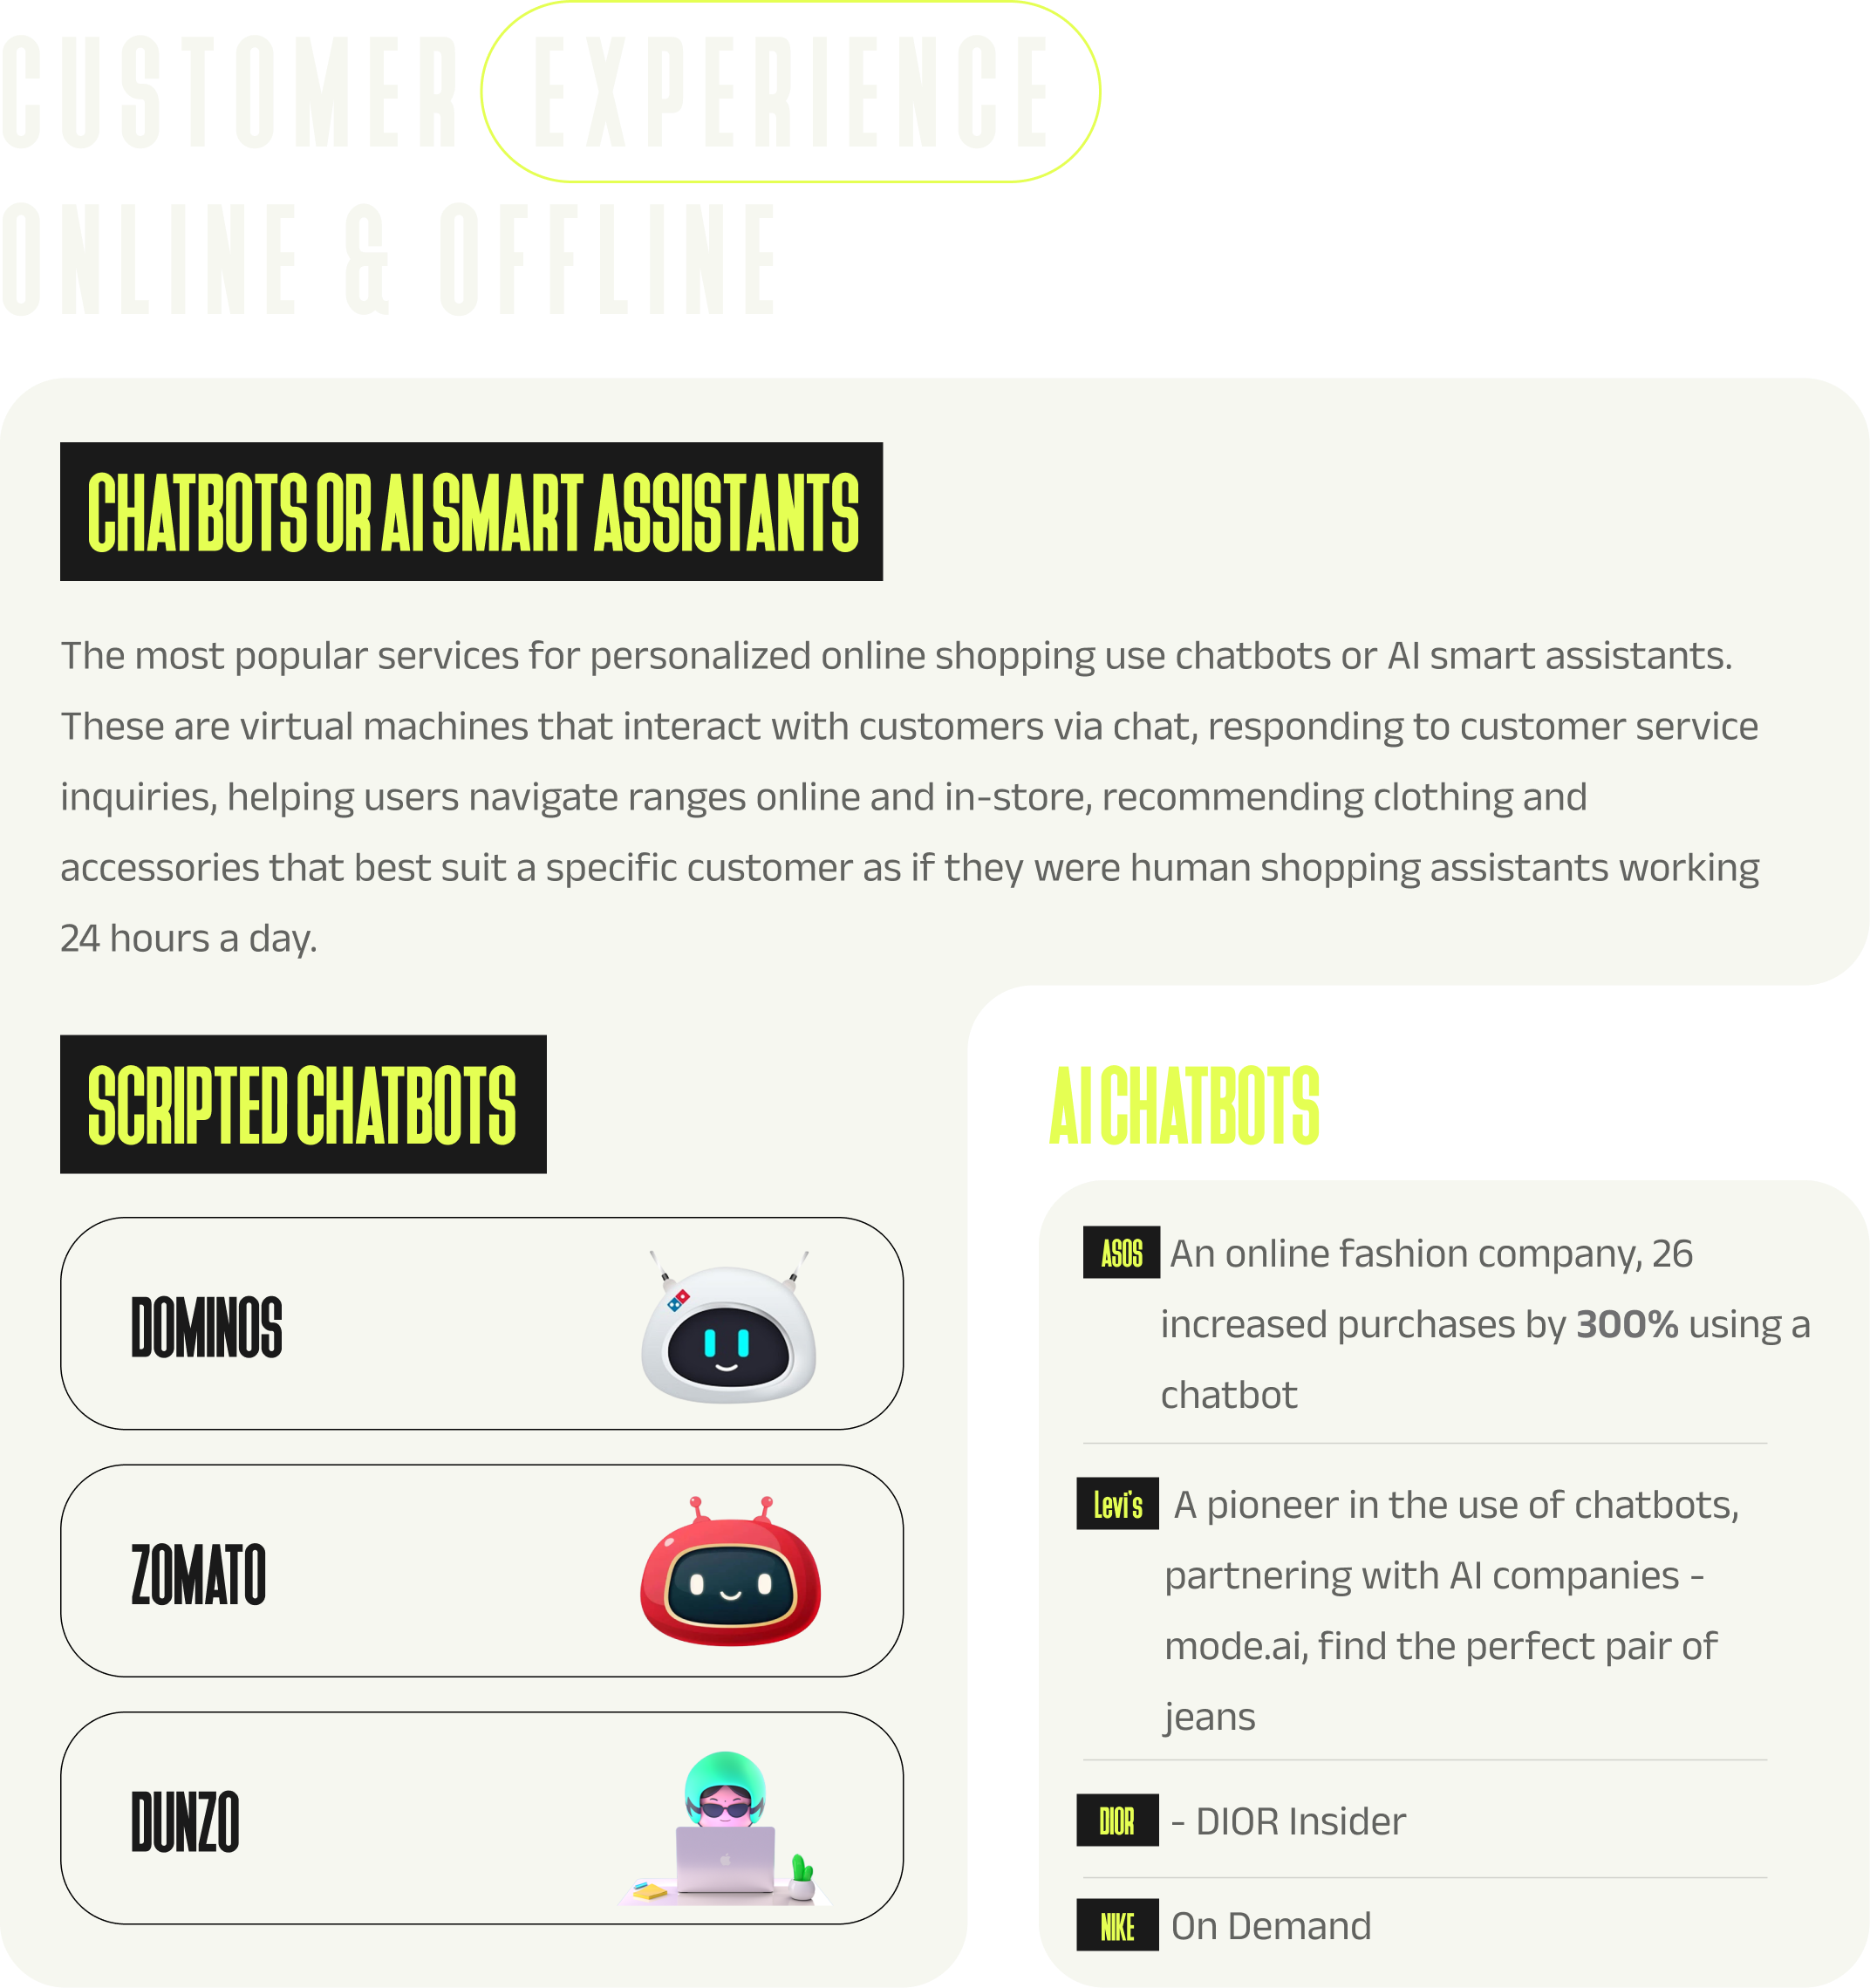 CUSTOMER EXPERIENCE
ONLINE & OFFLINE
CHATBOTS OR AI SMART ASSISTANTS
The most popular services for personalized online shopping use chatbots or AI smart assistants.
These are virtual machines that interact with customers via chat, responding to customer service
inquiries, helping users navigate ranges online and in-store, recommending clothing and
accessories that best suit a specific customer as if they were human shopping assistants working
24 hours a day.
SCRIPTED CHATBOTS
DOMINOS
ZOMATO
DUNZO
AI CHATBOTS
ASOS An online fashion company, 26
increased purchases by 300% using a
chatbot
Levi's A pioneer in the use of chatbots,
partnering with AI companies -
mode.ai, find the perfect pair of
jeans
DIOR - DIOR Insider
NIKE On Demand